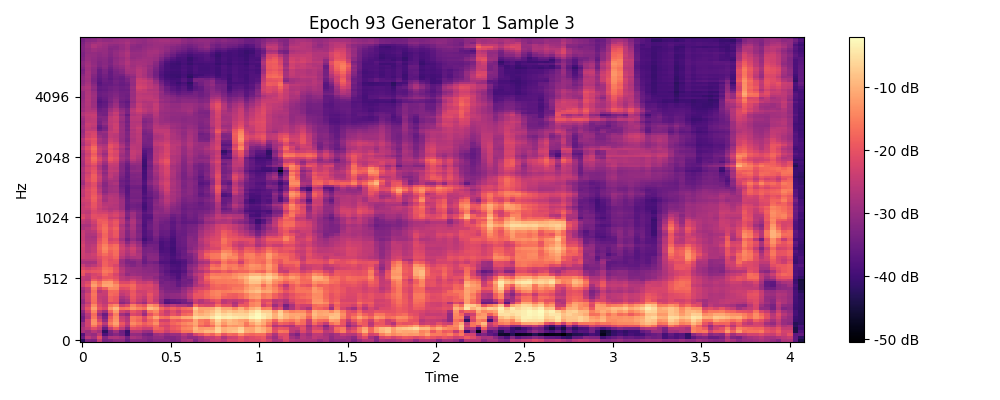 Epoch 93 Generator 1 Sample 3
Hz
4096
2048
1024
512
0
0 0.5 1 1.5 2 2.5 3 3.5 4
Time
-10 dB
-20 dB
-30 dB
-40 dB
-50 dB